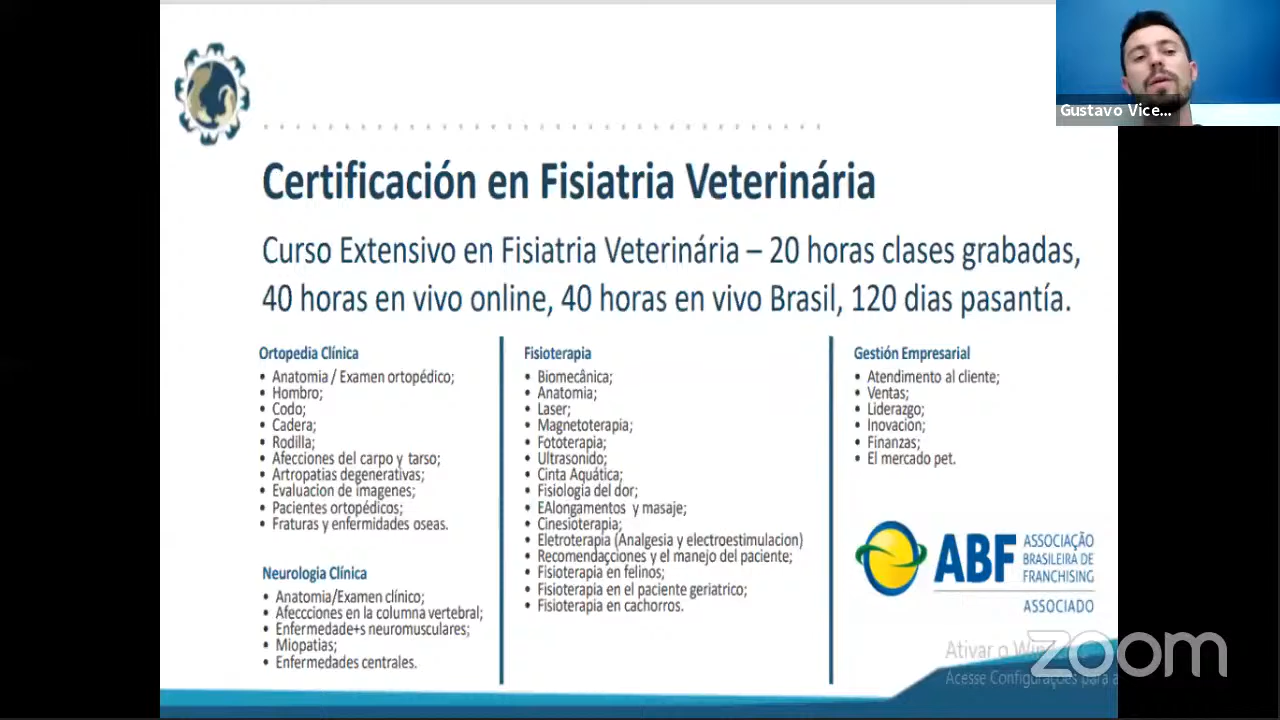 Gustavo Vice...
Certificación en Fisiatria Veterinária
Curso Extensivo en Fisiatria Veterinária – 20 horas clases grabadas,
40 horas en vivo online, 40 horas en vivo Brasil, 120 dias pasantía.
Ortopedia Clínica
• Anatomia / Examen ortopédico;
• Hombro;
• Codo;
• Cadera;
• Rodilla;
• Afecciones del carpo y tarso;
• Artropatias degenerativas;
• Evaluacion de imagenes;
• Pacientes ortopédicos;
• Fraturas y enfermidades oseas.
Neurologia Clínica
• Anatomia/Examen clínico;
• Afeccciones en la columna vertebral;
• Enfermedade+s neuromusculares;
• Miopatias;
• Enfermedades centrales.
Fisioterapia
• Biomecânica;
• Anatomia;
• Laser;
• Magnetoterapia;
• Fototerapia;
• Ultrasonido;
• Cinta Aquática;
• Fisiología del dor;
• EAlongamentos y masaje;
• Cinesioterapia;
• Eletroterapia (Analgesia y electroestimulacion)
• Recomendaçciones y el manejo del paciente;
• Fisioterapia en felinos;
• Fisioterapia en el paciente geriatrico;
• Fisioterapia en cachorros.
Gestión Empresarial
• Atendimento al cliente;
• Ventas;
• Liderazgo;
• Inovacion;
• Finanzas;
• El mercado pet.
ABF
ASSOCIAÇÃO
BRASILEIRA DE
FRANCHISING
ASSOCIADO
Ativar o
Acesse Configurações para a
zoom